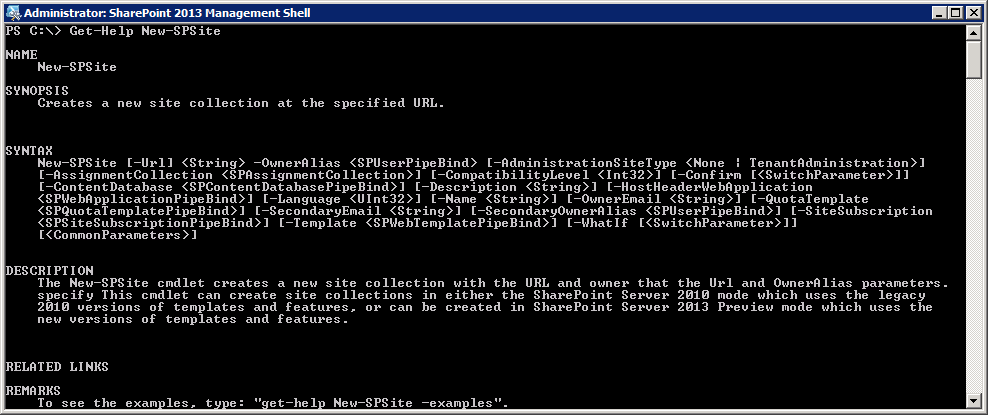 Administrator: SharePoint 2013 Management Shell
PS C:\> Get-Help New-SPSite
NAME
New-SPSite
SYNOPSIS
Creates a new site collection at the specified URL.
SYNTAX
New-SPSite [-Url] <String> -OwnerAlias <SPUserPipeBind> [-AdministrationSiteType <None | TenantAdministration>]
[-AssignmentCollection <SPAssignmentCollection>] [-CompatibilityLevel <Int32>] [-Confirm [<SwitchParameter>]]
[-ContentDatabase <SPContentDatabasePipeBind>] [-Description <String>] [-HostHeaderWebApplication
<SPWebApplicationPipeBind>] [-Language <UInt32>] [-Name <String>] [-OwnerEmail <String>] [-QuotaTemplate
<SPQuotaTemplatePipeBind>] [-SecondaryEmail <String>] [-SecondaryOwnerAlias <SPUserPipeBind>] [-SiteSubscription
<SPSiteSubscriptionPipeBind>] [-Template <SPWebTemplatePipeBind>] [-WhatIf [<SwitchParameter>]]
[<CommonParameters>]
DESCRIPTION
The New-SPSite cmdlet creates a new site collection with the URL and owner that the Url and OwnerAlias parameters.
specify This cmdlet can create site collections in either the SharePoint Server 2010 mode which uses the legacy
2010 versions of templates and features, or can be created in SharePoint Server 2013 Preview mode which uses the
new versions of templates and features.
RELATED LINKS
REMARKS
To see the examples, type: "get-help New-SPSite -examples".